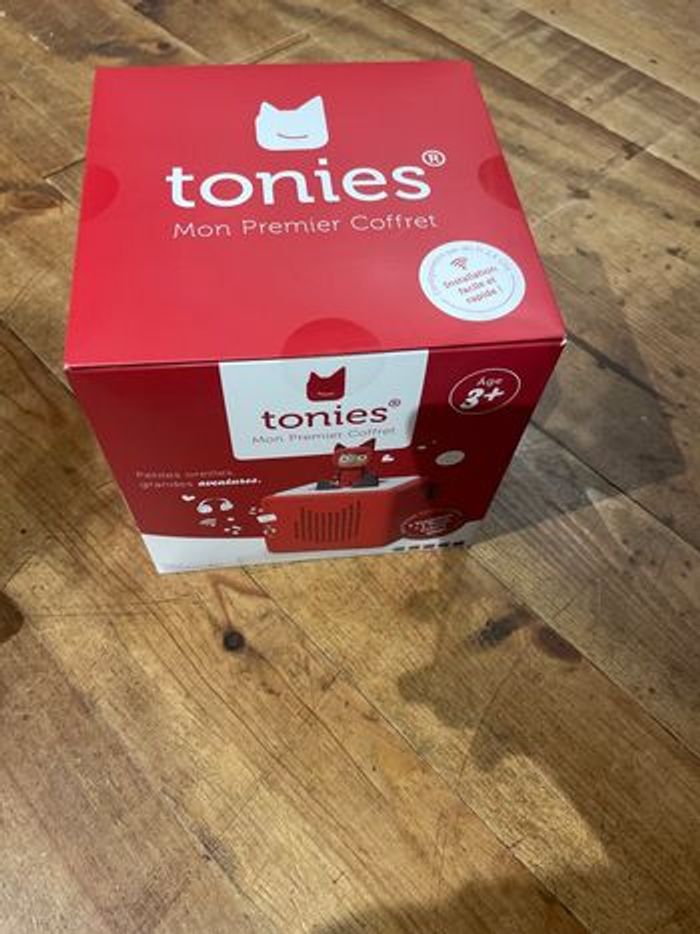 tonies®
Mon Premier Coffret
Installation
facile et
rapide !
tonies®
Mon Premier Coffret
Âge
3+
Petites oreilles,
grandes aventures.